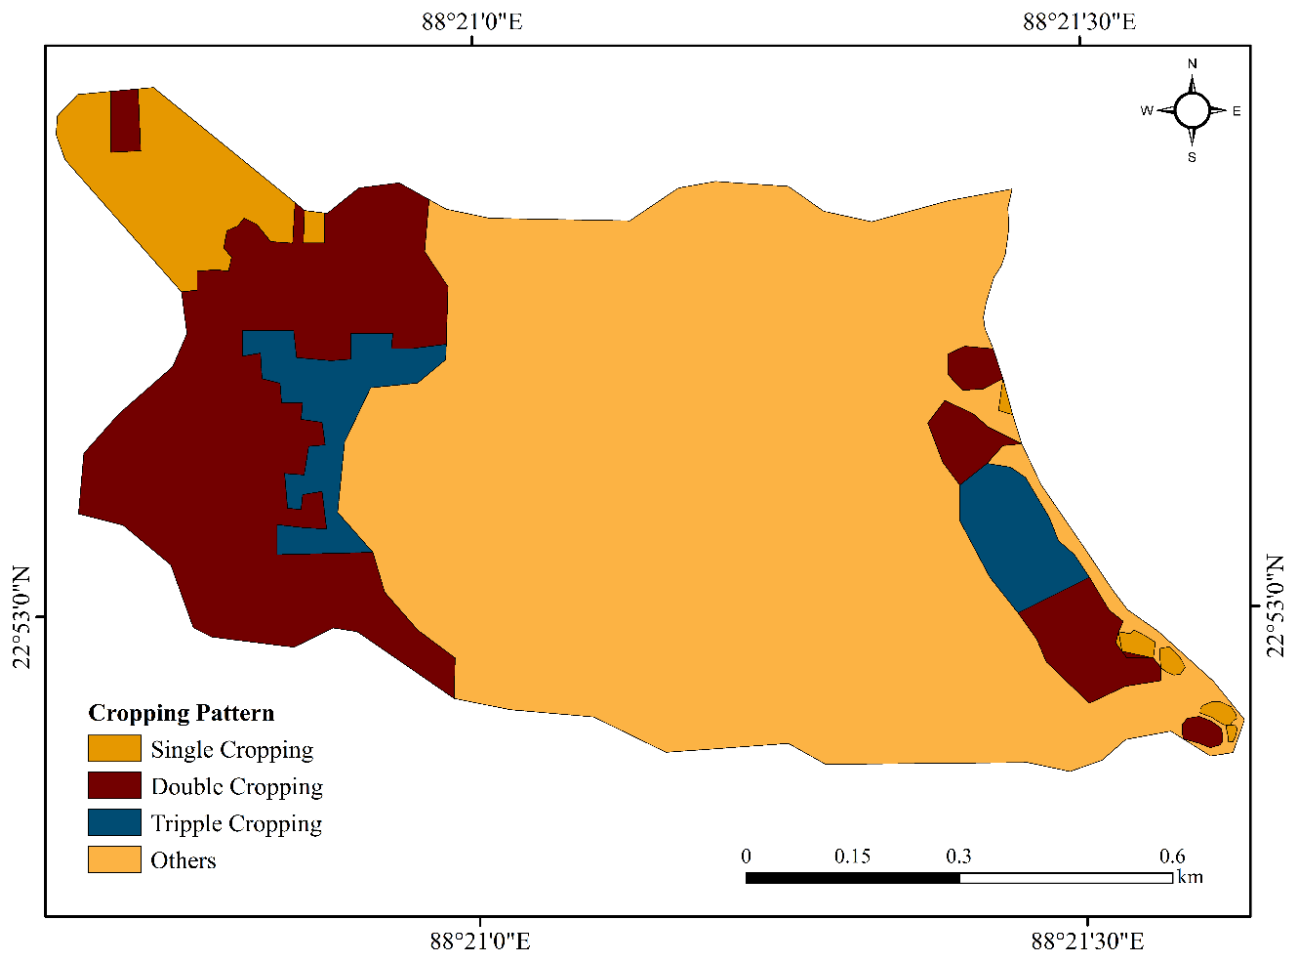 88°21'0"E 88°21'30"E
N
W E
S
22°53'0"N 22°53'0"N
Cropping Pattern
Single Cropping
Double Cropping
Tripple Cropping
Others
0 0.15 0.3 0.6
km
88°21'0"E 88°21'30"E